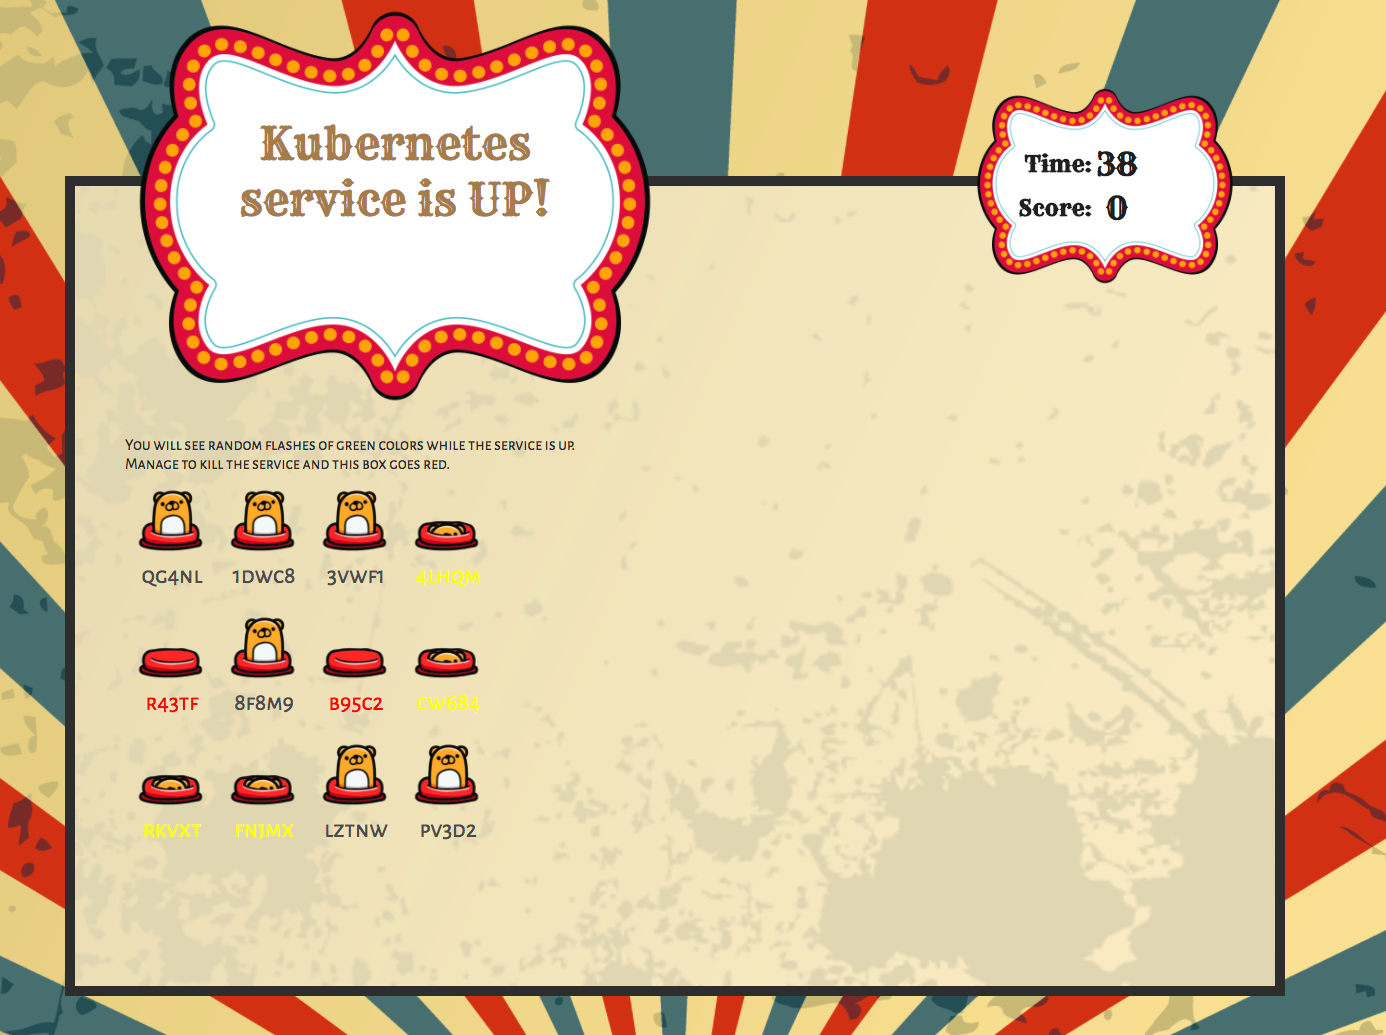 Kubernetes
service is UP!
Time: 38
Score: 0
You will see random flashes of green colors while the service is up.
Manage to kill the service and this box goes red.
QG4NL 1DWC8 3VWF1 4LHQM
R43TF 8F8M9 B95C2 CW684
RKVXT FNJMX LZTNW PV3D2